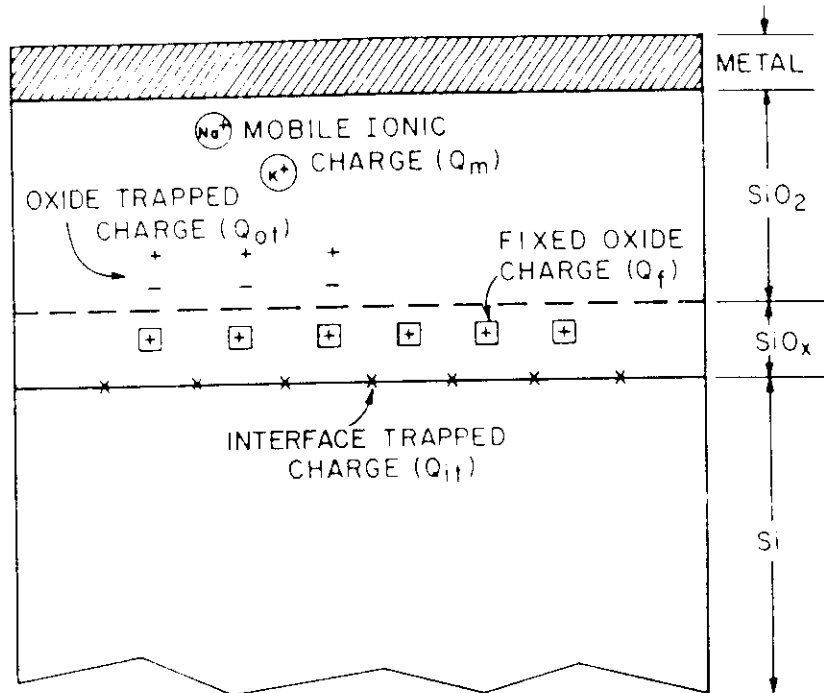 METAL
Na+ MOBILE IONIC
K+ CHARGE (Qm)
OXIDE TRAPPED
CHARGE (Qot)
SiO2
FIXED OXIDE
CHARGE (Qf)
+ + +
- - -
+ + + + + +
SiOx
x x x x x x x
INTERFACE TRAPPED
CHARGE (Qit)
Si